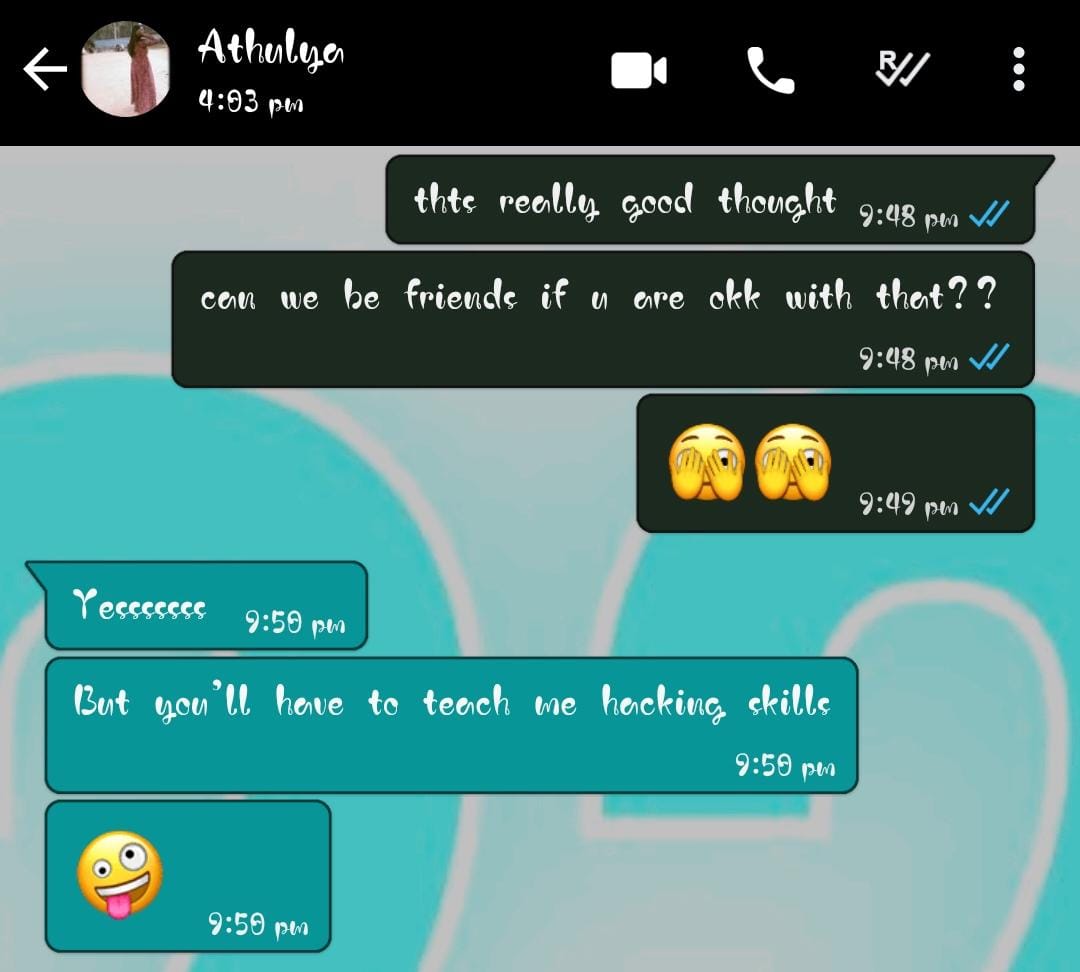 Athulya
4:03 pm
R
thts really good thought 9:48 pm
can we be friends if u are okk with that??
9:48 pm
9:49 pm
Yesssssss 9:50 pm
But you'll have to teach me hacking skills
9:50 pm
9:50 pm